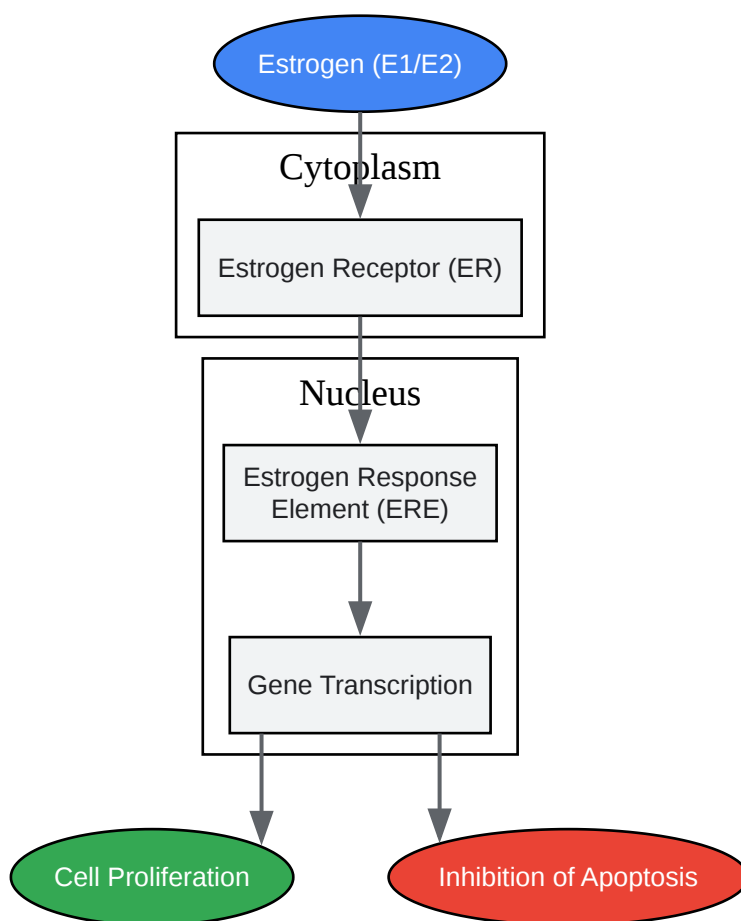 Estrogen (E1/E2)
Cytoplasm
Estrogen Receptor (ER)
Nucleus
Estrogen Response
Element (ERE)
Gene Transcription
Cell Proliferation
Inhibition of Apoptosis